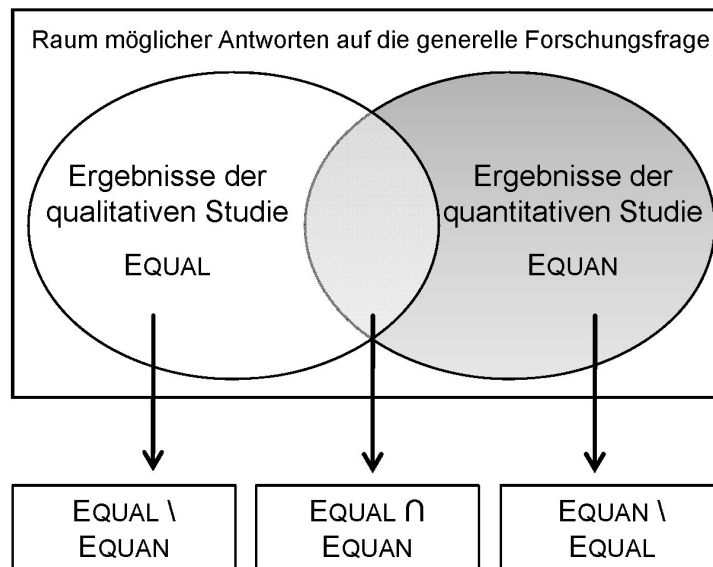 Raum möglicher Antworten auf die generelle Forschungsfrage
Ergebnisse der
qualitativen Studie
EQUAL
Ergebnisse der
quantitativen Studie
EQUAN
EQUAL \
EQUAN
EQUAL ∩
EQUAN
EQUAN \
EQUAL